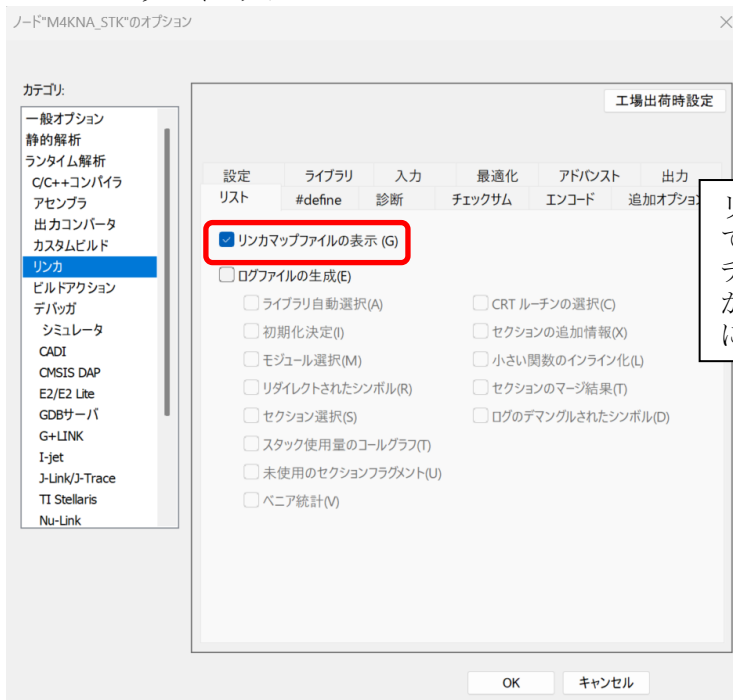 ノード"M4KNA_STK"のオプション
カテゴリ:
一般オプション
静的解析
ランタイム解析
C/C++コンパイラ
アセンブラ
出力コンバータ
カスタムビルド
リンカ
ビルドアクション
デバッガ
シミュレータ
CADI
CMSIS DAP
E2/E2 Lite
GDBサーバ
G+LINK
I-jet
J-Link/J-Trace
TI Stellaris
Nu-Link
工場出荷時設定
設定 ライブラリ 入力 最適化 アドバンスト 出力
リスト #define 診断 チェックサム エンコード 追加オプション
リンカマップファイルの表示 (G)
ログファイルの生成(E)
ライブラリ自動選択(A) CRT ルーチンの選択(C)
初期化決定(I) セクションの追加情報(X)
モジュール選択(M) 小さい関数のインライン化(L)
リダイレクトされたシンボル(R) セクションのマージ結果(T)
セクション選択(S) ログのデマングルされたシンボル(D)
スタック使用量のコールグラフ(T)
未使用のセクションフラグメント(U)
ベニア統計(V)
OK キャンセル